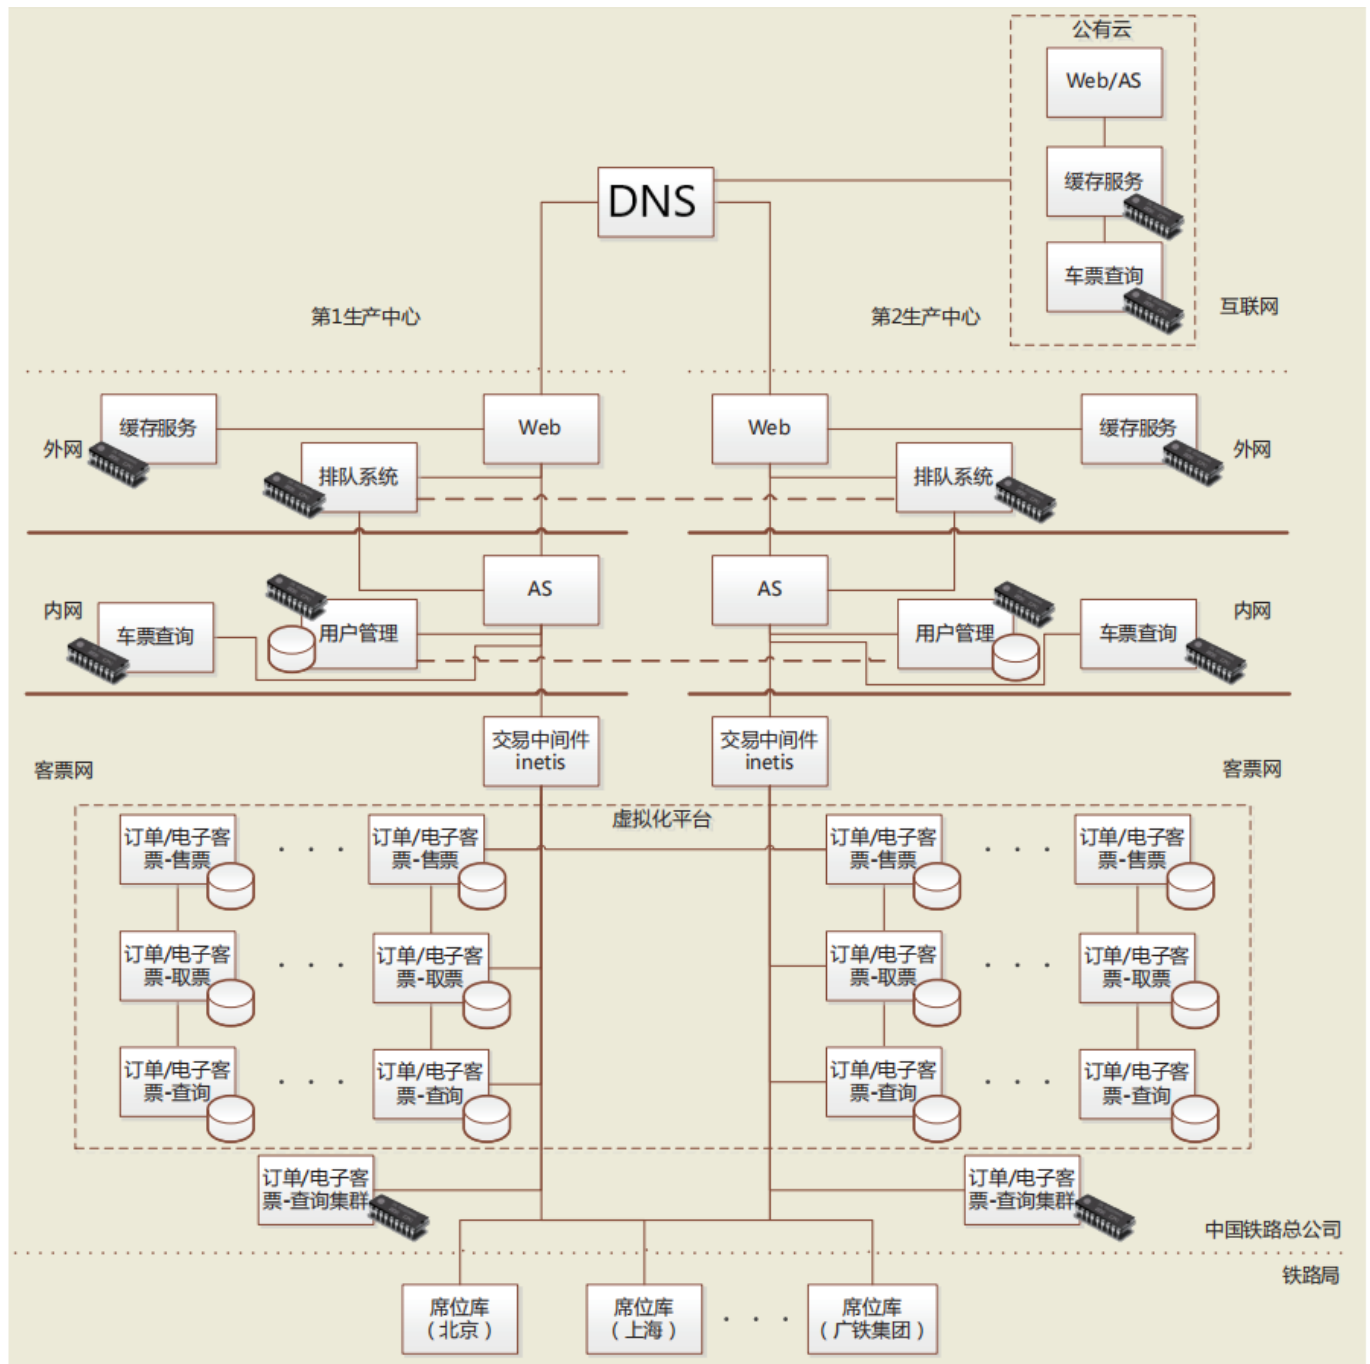 公有云
Web/AS
缓存服务
车票查询
互联网
DNS
第1生产中心
第2生产中心
缓存服务
Web
Web
缓存服务
外网
排队系统
排队系统
外网
AS
AS
内网
车票查询
用户管理
用户管理
车票查询
内网
交易中间件
inetis
交易中间件
inetis
客票网
客票网
虚拟化平台
订单/电子客
票-售票
· · ·
订单/电子客
票-售票
订单/电子客
票-售票
· · ·
订单/电子客
票-售票
订单/电子客
票-取票
· · ·
订单/电子客
票-取票
订单/电子客
票-取票
· · ·
订单/电子客
票-取票
订单/电子客
票-查询
· · ·
订单/电子客
票-查询
订单/电子客
票-查询
· · ·
订单/电子客
票-查询
订单/电子客
票-查询集群
订单/电子客
票-查询集群
中国铁路总公司
铁路局
席位库
（北京）
席位库
（上海）
· · ·
席位库
（广铁集团）